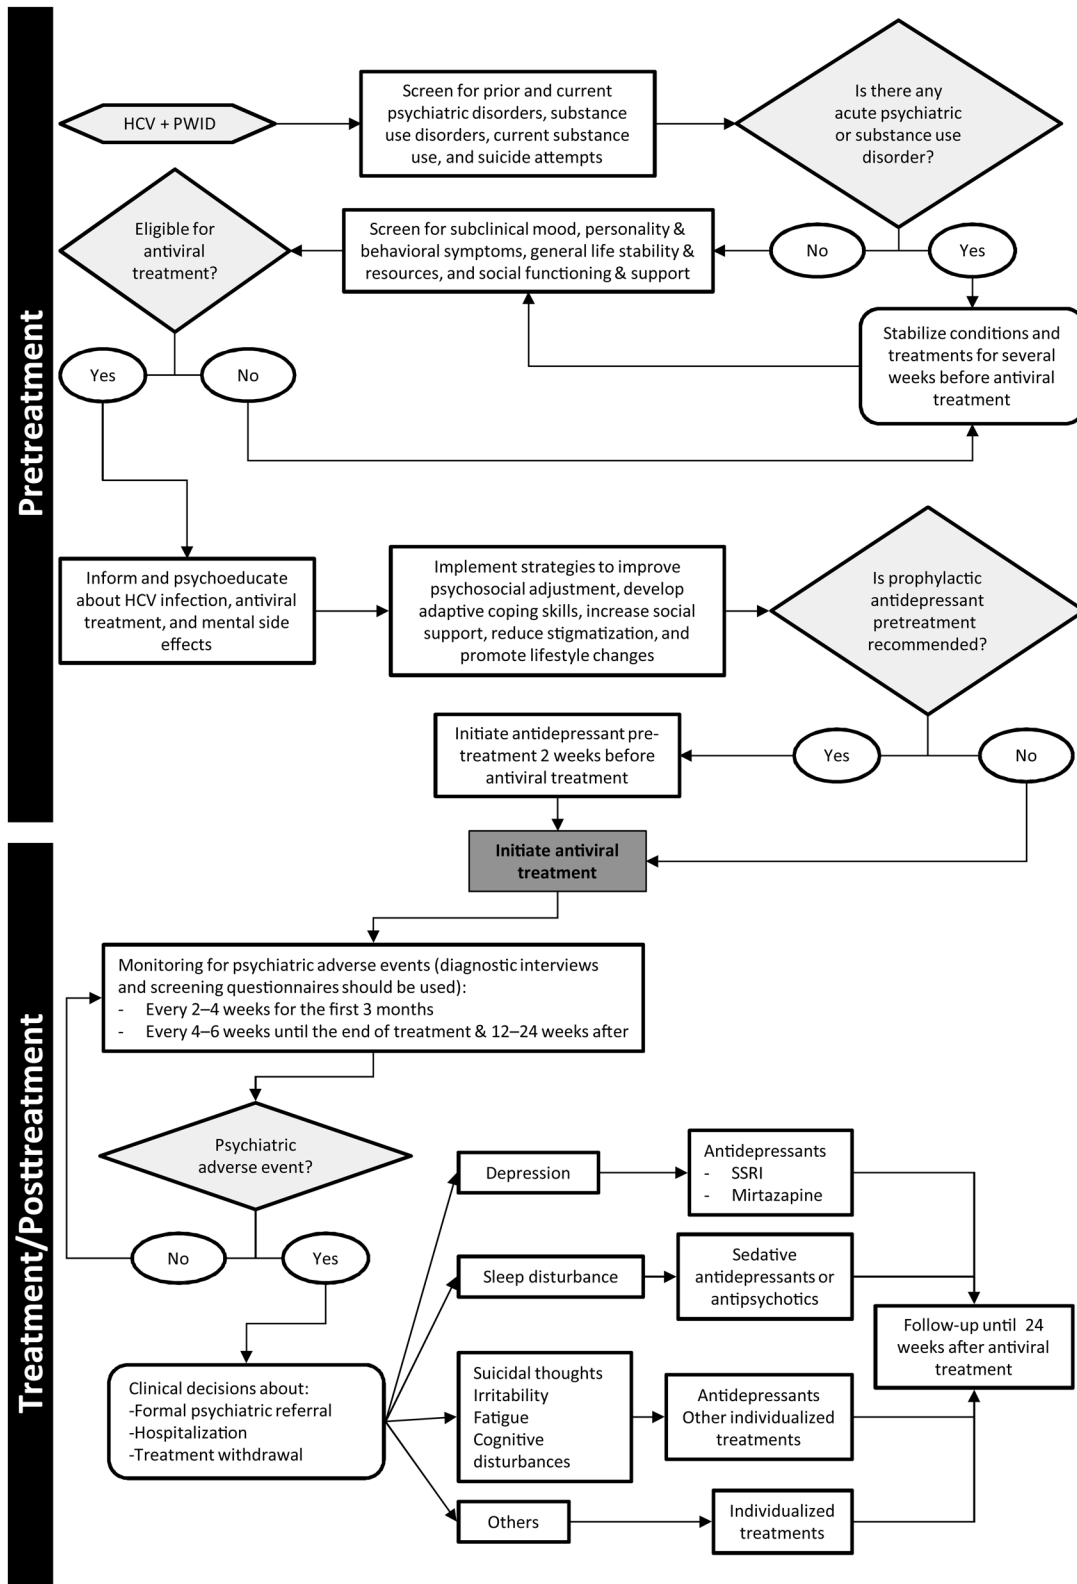 Pretreatment
HCV + PWID
Screen for prior and current
psychiatric disorders, substance
use disorders, current substance
use, and suicide attempts
Is there any
acute psychiatric
or substance use
disorder?
No
Yes
Stabilize conditions and
treatments for several
weeks before antiviral
treatment
Screen for subclinical mood, personality &
behavioral symptoms, general life stability &
resources, and social functioning & support
Eligible for
antiviral
treatment?
Yes
No
Inform and psychoeducate
about HCV infection, antiviral
treatment, and mental side
effects
Implement strategies to improve
psychosocial adjustment, develop
adaptive coping skills, increase social
support, reduce stigmatization, and
promote lifestyle changes
Is prophylactic
antidepressant
pretreatment
recommended?
Yes
No
Initiate antidepressant pre-
treatment 2 weeks before
antiviral treatment
Initiate antiviral
treatment
Treatment/Posttreatment
Monitoring for psychiatric adverse events (diagnostic interviews
and screening questionnaires should be used):
- Every 2–4 weeks for the first 3 months
- Every 4–6 weeks until the end of treatment & 12–24 weeks after
Psychiatric
adverse event?
No
Yes
Clinical decisions about:
-Formal psychiatric referral
-Hospitalization
-Treatment withdrawal
Depression
Antidepressants
- SSRI
- Mirtazapine
Sleep disturbance
Sedative
antidepressants or
antipsychotics
Suicidal thoughts
Irritability
Fatigue
Cognitive
disturbances
Antidepressants
Other individualized
treatments
Others
Individualized
treatments
Follow-up until 24
weeks after antiviral
treatment